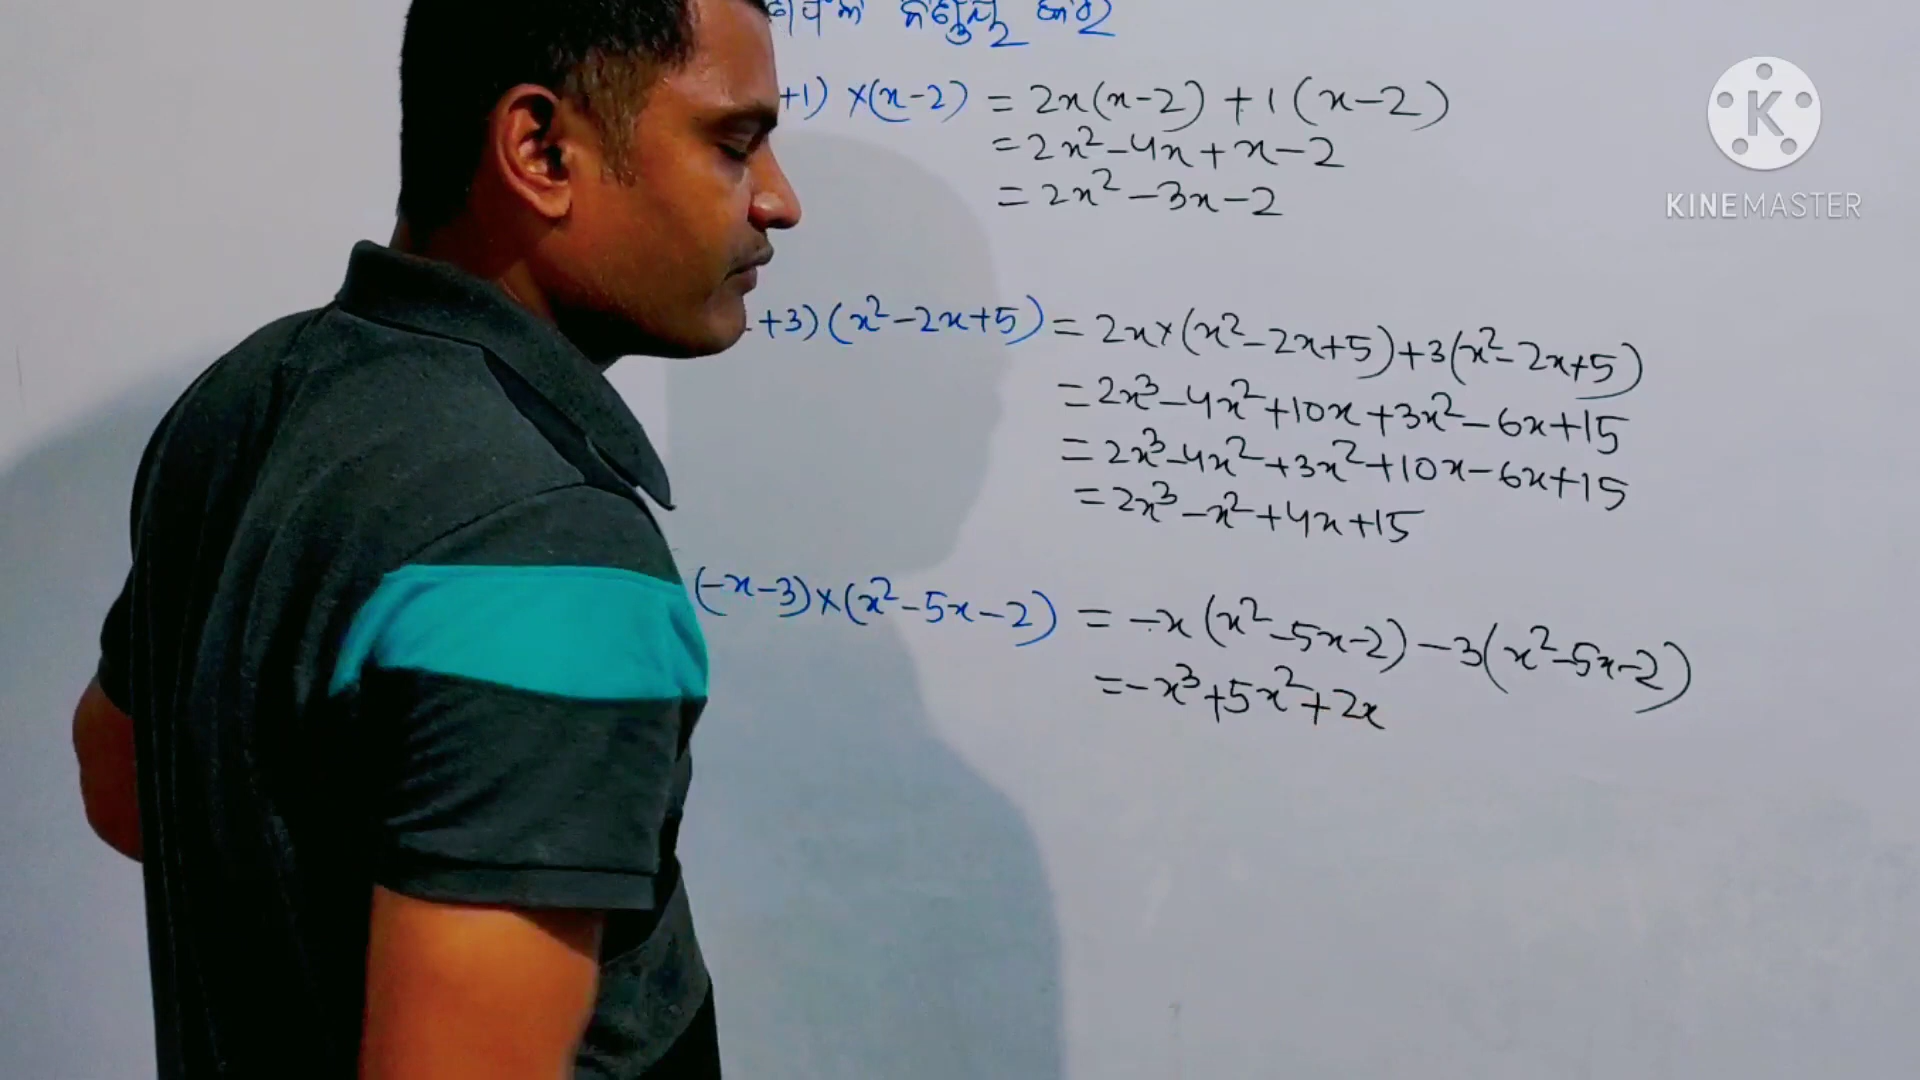 +1) ×(x-2) = 2x(x-2) + 1(x-2)
= 2x² - 4x + x - 2
= 2x² - 3x - 2
+3)(x² - 2x+5) = 2x×(x² - 2x+5)+3(x² - 2x+5)
= 2x³ - 4x² + 10x + 3x² - 6x + 15
= 2x³ - 4x² + 3x² + 10x - 6x + 15
= 2x³ - x² + 4x + 15
(-x-3)×(x² - 5x - 2) = -x(x² - 5x - 2) - 3(x² - 5x - 2)
= -x³ + 5x² + 2x
K
KINEMASTER